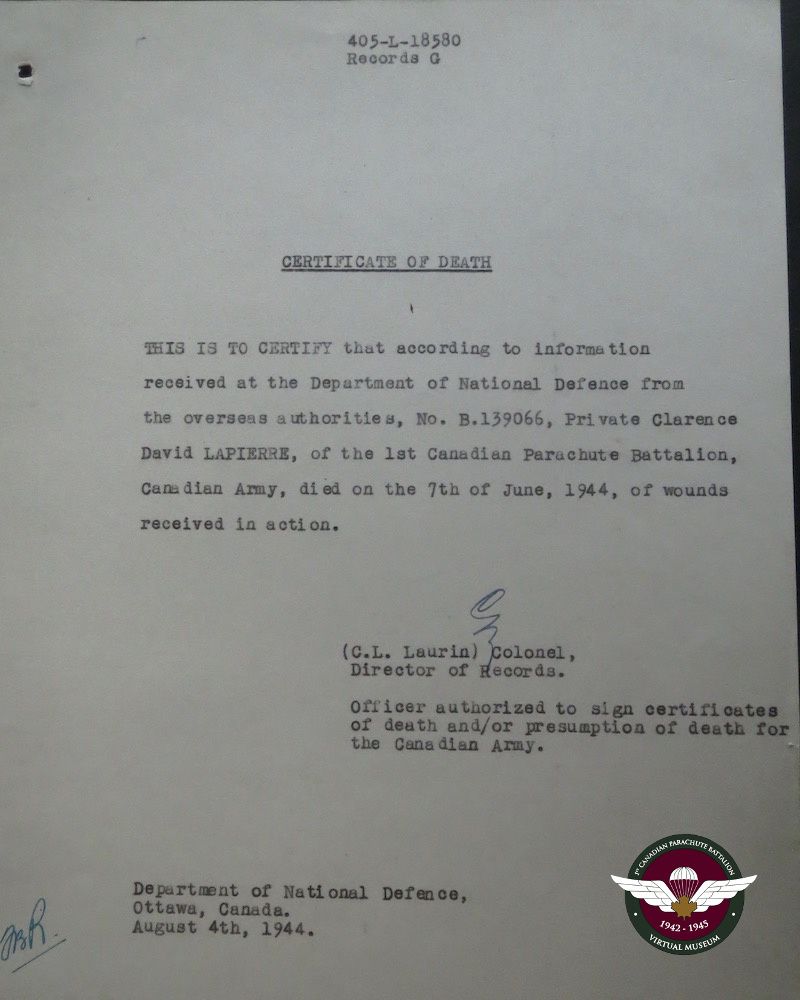 405-L-18580
Records G
CERTIFICATE OF DEATH
THIS IS TO CERTIFY that according to information
received at the Department of National Defence from
the overseas authorities, No. B.139066, Private Clarence
David LAPIERRE, of the 1st Canadian Parachute Battalion,
Canadian Army, died on the 7th of June, 1944, of wounds
received in action.
(C.L. Laurin) Colonel,
Director of Records.
Officer authorized to sign certificates
of death and/or presumption of death for
the Canadian Army.
Department of National Defence,
Ottawa, Canada.
August 4th, 1944.
1st CANADIAN PARACHUTE BATTALION
1942 - 1945
VIRTUAL MUSEUM